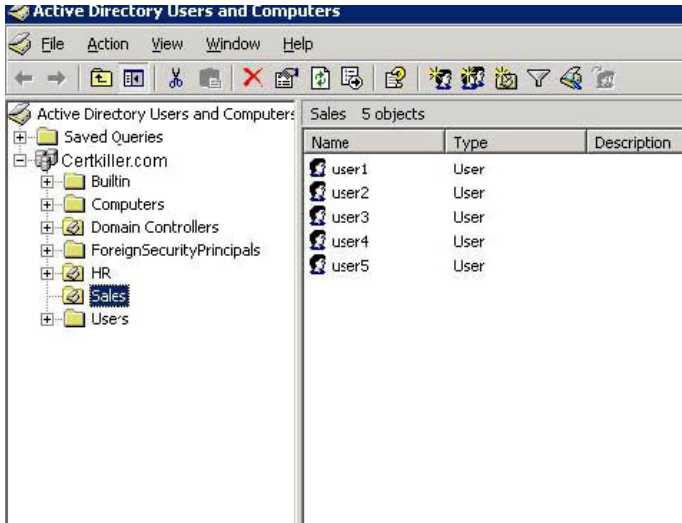 Active Directory Users and Computers
File Action View Window Help
Active Directory Users and Computers
Saved Queries
Certkiller.com
Builtin
Computers
Domain Controllers
ForeignSecurityPrincipals
HR
Sales
Users
Sales 5 objects
Name Type Description
user1 User
user2 User
user3 User
user4 User
user5 User